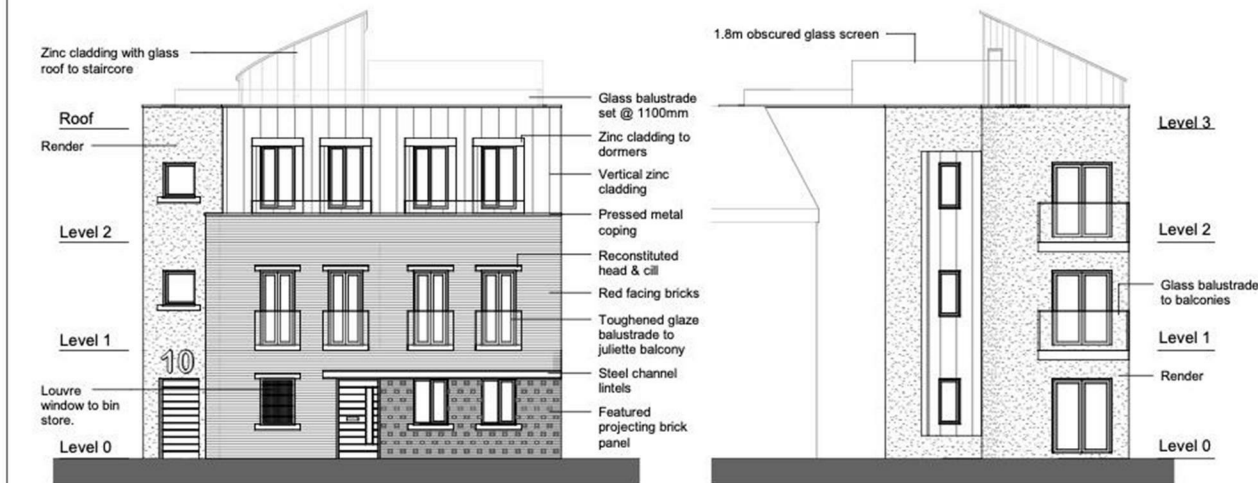 Zinc cladding with glass
roof to staircore
Roof
Render
Level 2
Level 1
10
Louvre
window to bin
store.
Level 0
Glass balustrade
set @ 1100mm
Zinc cladding to
dormers
Vertical zinc
cladding
Pressed metal
coping
Reconstituted
head & cill
Red facing bricks
Toughened glaze
balustrade to
juliette balcony
Steel channel
lintels
Featured
projecting brick
panel
1.8m obscured glass screen
Level 3
Level 2
Glass balustrade
to balconies
Level 1
Render
Level 0